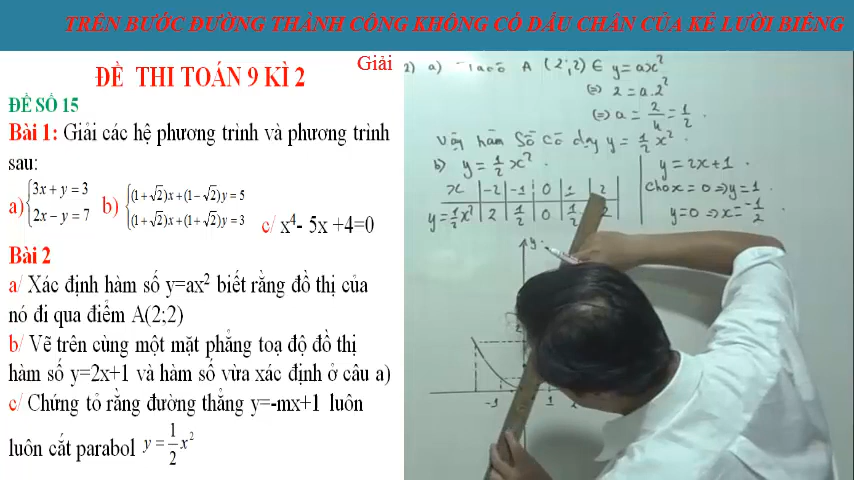 TRÊN BƯỚC ĐƯỜNG THÀNH CÔNG KHÔNG CÓ DẤU CHÂN CỦA KẺ LƯỜI BIẾNG
Giải
ĐỀ THI TOÁN 9 KÌ 2
ĐỀ SỐ 15
Bài 1: Giải các hệ phương trình và phương trình
sau:
a) 3x + y = 3
2x − y = 7
b) (1+√2)x+(1−√2)y = 5
(1+√2)x+(1+√2)y = 3
c/ x⁴- 5x +4=0
Bài 2
a/ Xác định hàm số y=ax² biết rằng đồ thị của
nó đi qua điểm A(2;2)
b/ Vẽ trên cùng một mặt phẳng toạ độ đồ thị
hàm số y=2x+1 và hàm số vừa xác định ở câu a)
c/ Chứng tỏ rằng đường thẳng y=-mx+1 luôn
luôn cắt parabol y = 1/2 x²
2) a) A (2;2) ∈ y = ax²
(=) 2 = a.2²
(=) a = 2/4 = 1/2.
Vậy hàm số có dạy y = 1/2 x².
b) y = 1/2 x².
x | -2 | -1 | 0 | 1 | 2
y = 1/2 x² | 2 | 1/2 | 0 | 1/2 | 2
y = 2x + 1.
Cho x = 0 => y = 1.
y = 0 => x = -1/2
y
-1 1 2